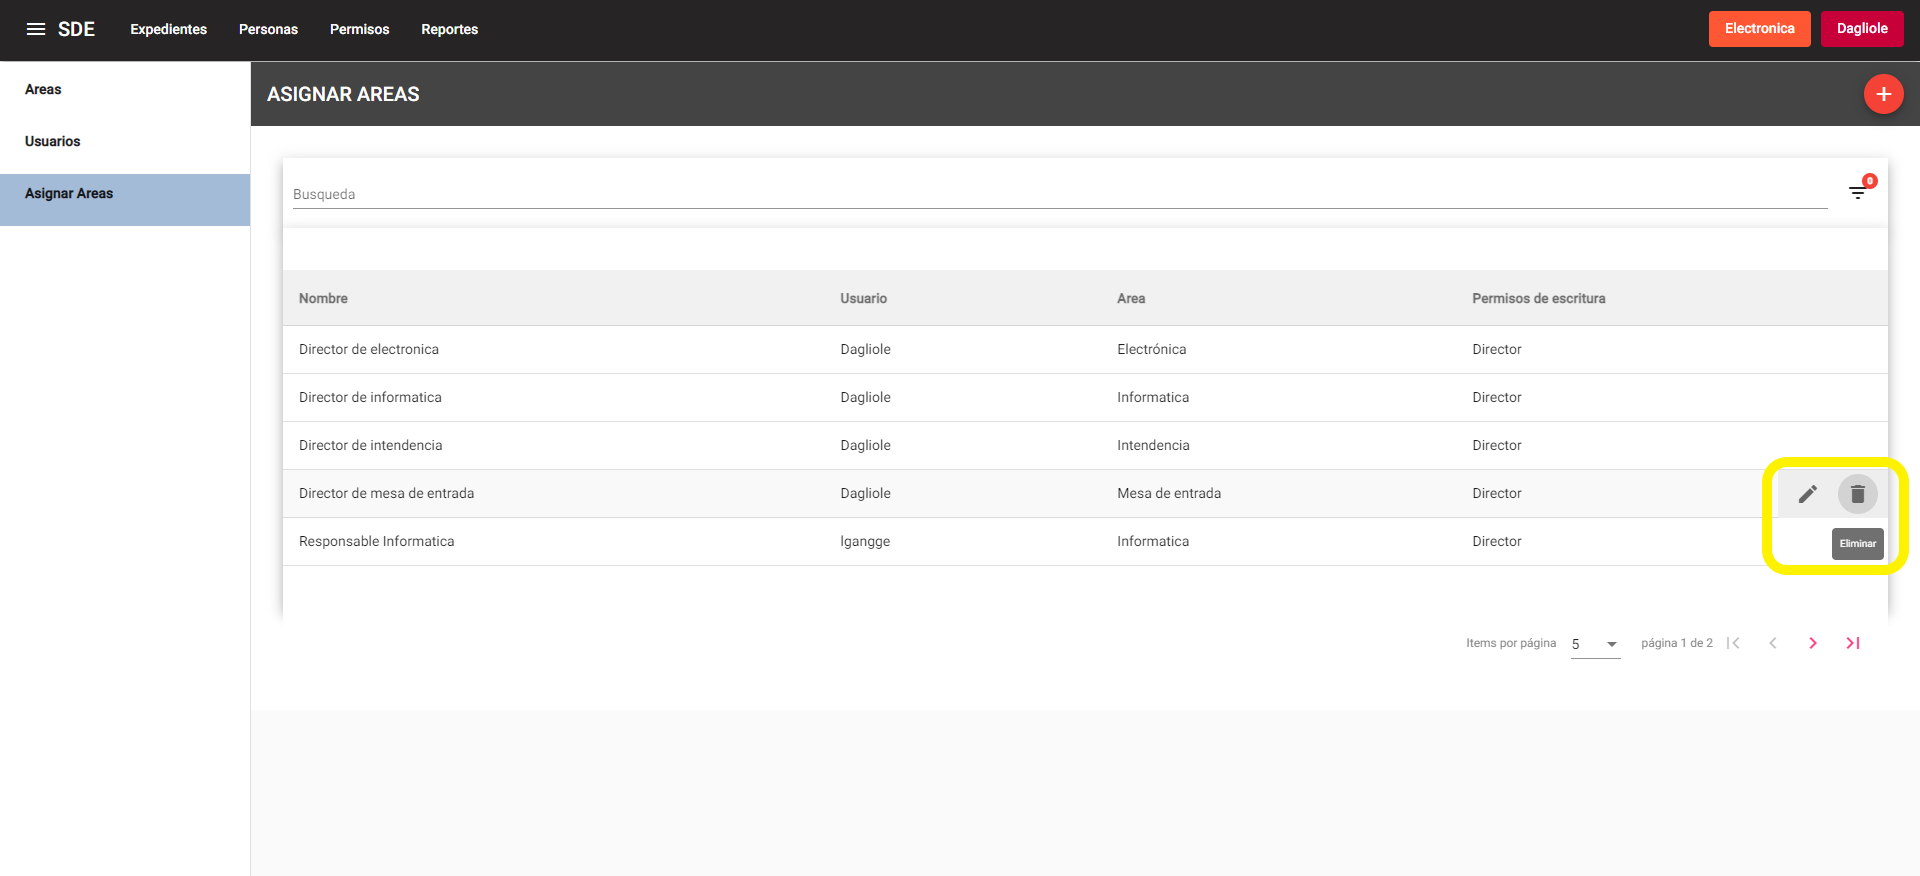 SDE Expedientes Personas Permisos Reportes Electronica Dagliole
Areas
Usuarios
Asignar Areas
ASIGNAR AREAS
Busqueda 0
Nombre Usuario Area Permisos de escritura
Director de electronica Dagliole Electrónica Director
Director de informatica Dagliole Informatica Director
Director de intendencia Dagliole Intendencia Director
Director de mesa de entrada Dagliole Mesa de entrada Director
Responsable Informatica lgangge Informatica Director
Eliminar
Items por página 5 página 1 de 2